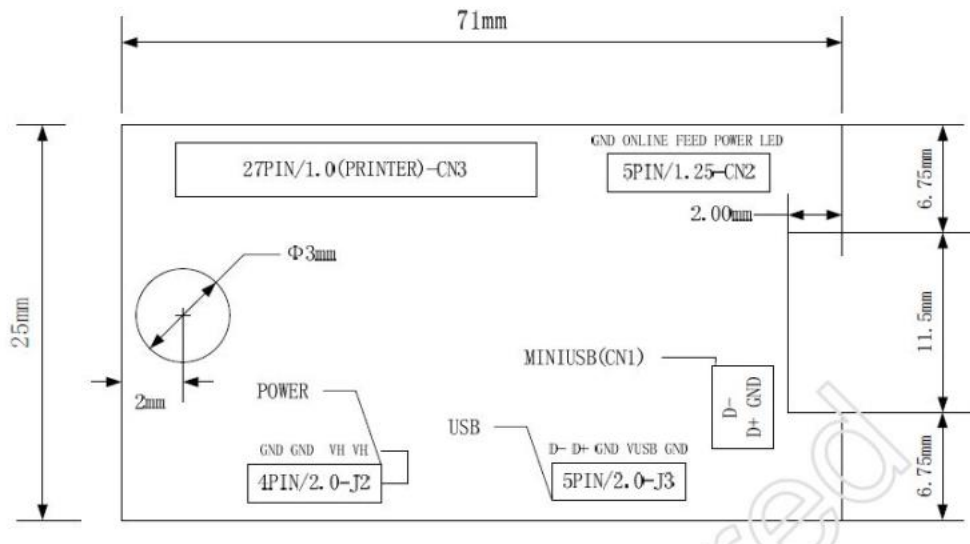 71mm
GND ONLINE FEED POWER LED
27PIN/1.0(PRINTER)-CN3
5PIN/1.25-CN2
6.75mm
2.00mm
Φ3mm
25mm
11.5mm
MINIUSB(CN1)
2mm
POWER
D-
D+ GND
USB
GND GND VH VH
D- D+ GND VUSB GND
4PIN/2.0-J2
5PIN/2.0-J3
6.75mm